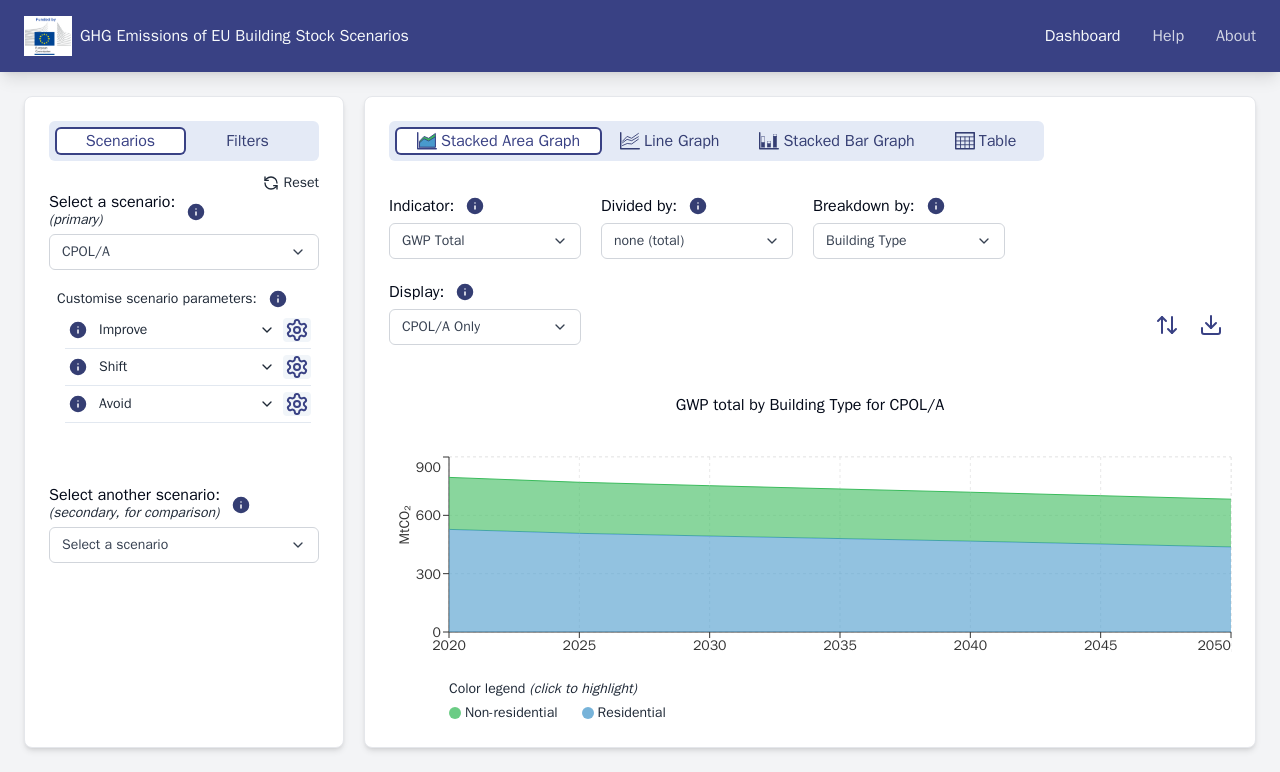 Funded by
GHG Emissions of EU Building Stock Scenarios
Dashboard
Help
About
Scenarios
Filters
Reset
Select a scenario:
(primary)
CPOL/A
Customise scenario parameters:
Improve
Shift
Avoid
Select another scenario:
(secondary, for comparison)
Select a scenario
Stacked Area Graph
Line Graph
Stacked Bar Graph
Table
Indicator:
Divided by:
Breakdown by:
GWP Total
none (total)
Building Type
Display:
CPOL/A Only
GWP total by Building Type for CPOL/A
MtCO₂
900
600
300
0
2020
2025
2030
2035
2040
2045
2050
Color legend (click to highlight)
Non-residential
Residential